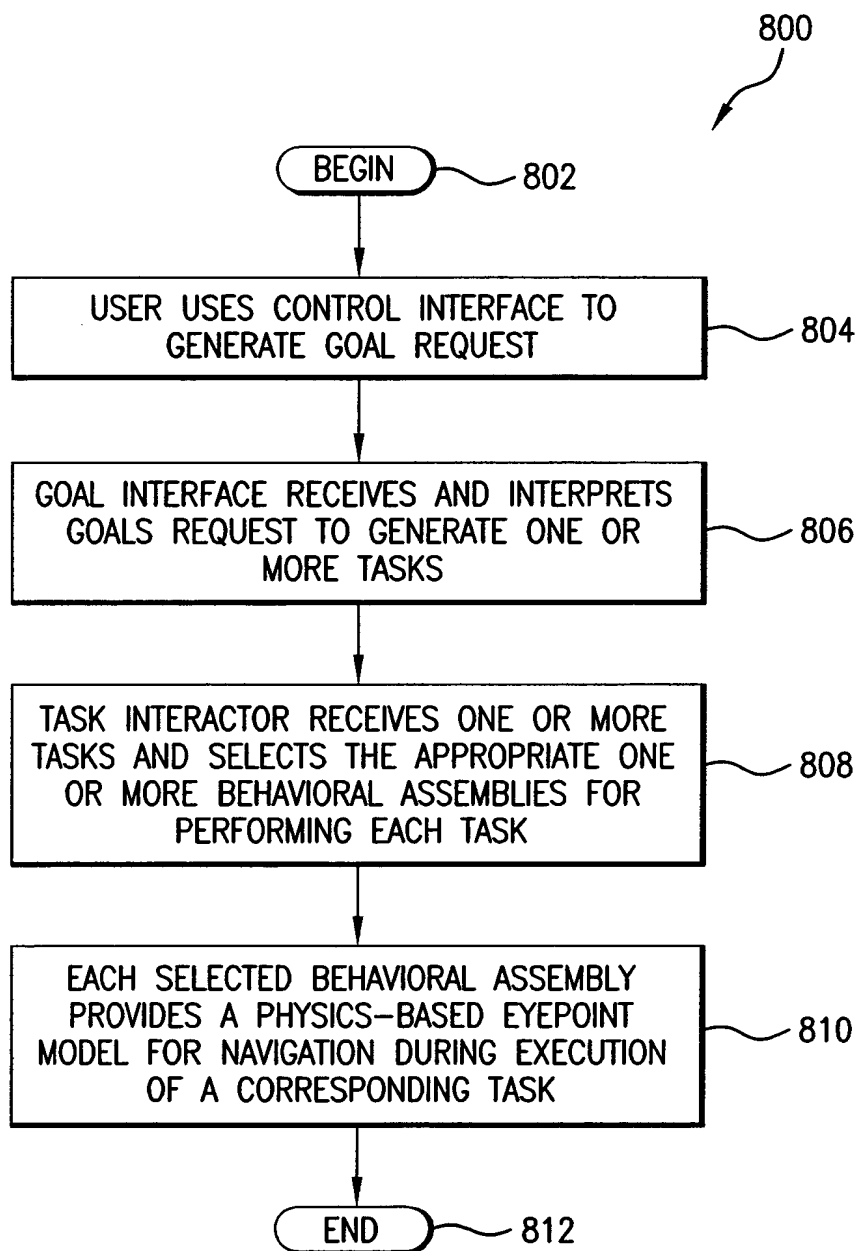 800
BEGIN
802
USER USES CONTROL INTERFACE TO
GENERATE GOAL REQUEST
804
GOAL INTERFACE RECEIVES AND INTERPRETS
GOALS REQUEST TO GENERATE ONE OR
MORE TASKS
806
TASK INTERACTOR RECEIVES ONE OR MORE
TASKS AND SELECTS THE APPROPRIATE ONE
OR MORE BEHAVIORAL ASSEMBLIES FOR
PERFORMING EACH TASK
808
EACH SELECTED BEHAVIORAL ASSEMBLY
PROVIDES A PHYSICS-BASED EYEPOINT
MODEL FOR NAVIGATION DURING EXECUTION
OF A CORRESPONDING TASK
810
END
812